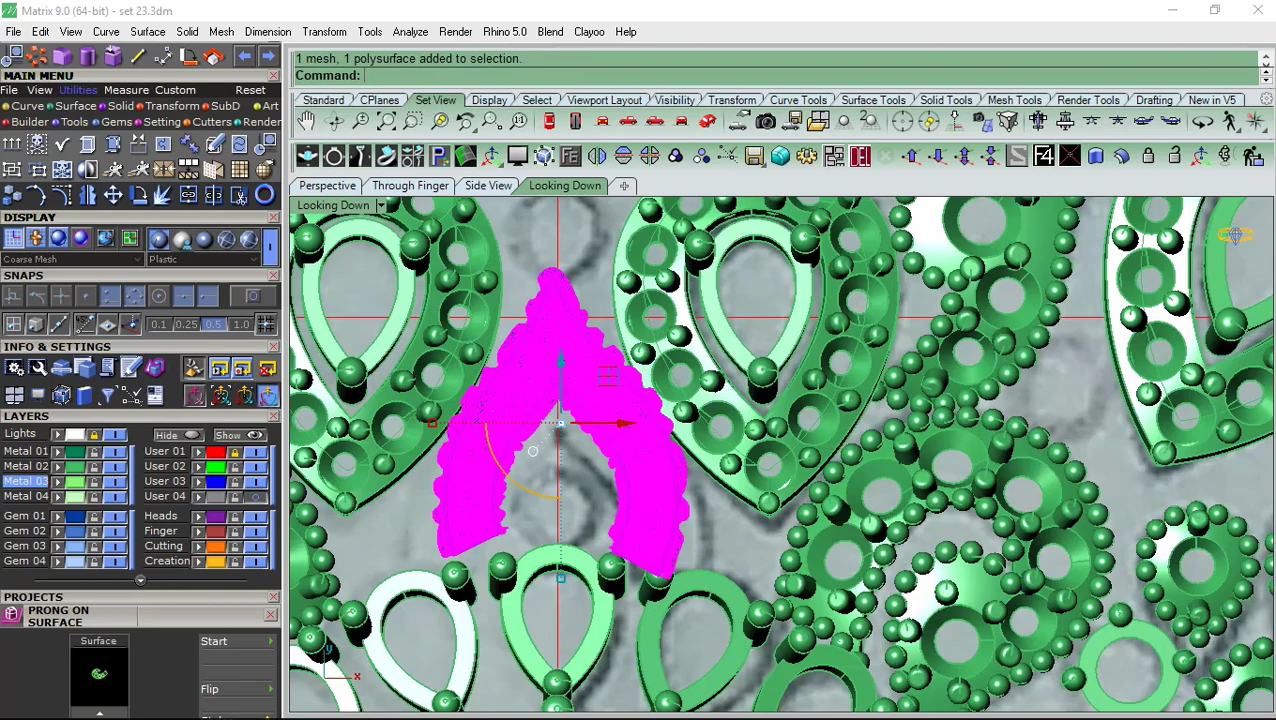 Matrix 9.0 (64-bit) - set 23.3dm
File Edit View Curve Surface Solid Mesh Dimension Transform Tools Analyze Render Rhino 5.0 Blend Clayoo Help
1 mesh, 1 polysurface added to selection.
Command:
MAIN MENU
File View Utilities Measure Custom Reset
Curve Surface Solid Transform SubD Art
Builder Tools Gems Setting Cutters Render
Standard CPlanes Set View Display Select Viewport Layout Visibility Transform Curve Tools Surface Tools Solid Tools Mesh Tools Render Tools Drafting New in V5
Perspective Through Finger Side View Looking Down
Looking Down
DISPLAY
Coarse Mesh Plastic
SNAPS
0.1 0.25 0.5 1.0
INFO & SETTINGS
LAYERS
Lights Hide Show
Metal 01 User 01
Metal 02 User 02
Metal 03 User 03
Metal 04 User 04
Gem 01 Heads
Gem 02 Finger
Gem 03 Cutting
Gem 04 Creation
PROJECTS
PRONG ON
SURFACE
Surface Start
Flip
y
x